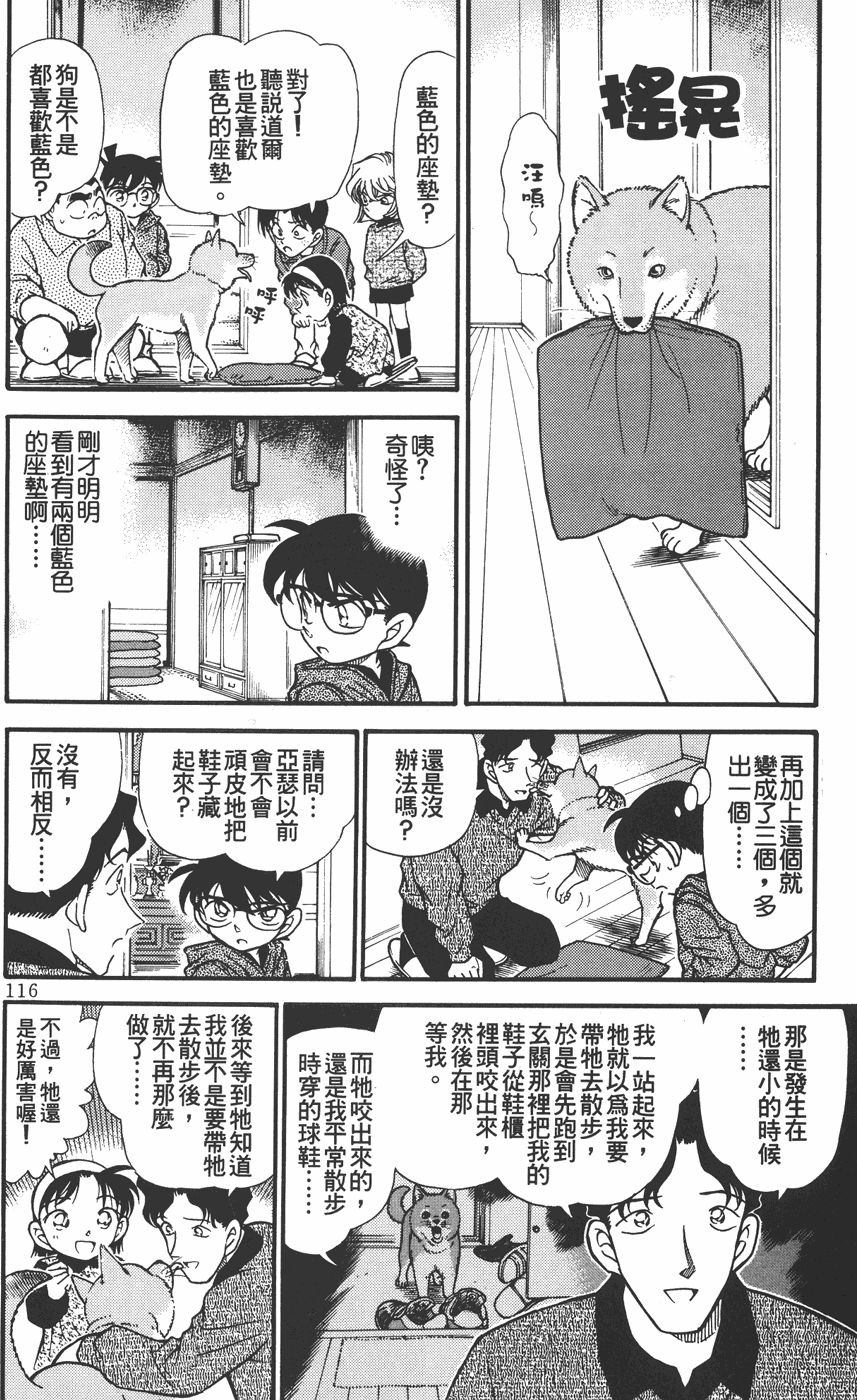 搖晃
汪嗚~
藍色的座墊?
對了!
聽說道爾
也是喜歡
藍色的座墊。
狗是不是
都喜歡藍色?
呼
呼
咦?
奇怪了…
剛才明明
看到有兩個藍色
的座墊啊……
再加上這個就
變成了三個,多
出一個……
還是沒
辦法嗎?
請問…
亞瑟以前
會不會
頑皮地把
鞋子藏
起來?
沒有,
反而相反……
116
那是發生在
牠還小的時候
……
我一站起來,
牠就以為我要
帶牠去散步,
於是會先跑到
玄關那裡把我的
鞋子從鞋櫃
裡頭咬出來,
然後在那
等我。
而牠咬出來的,
還是我平常散步
時穿的球鞋……
後來等到牠知道
我並不是要帶牠
去散步後,
就不再那麼
做了……
不過,牠還
是好厲害喔!